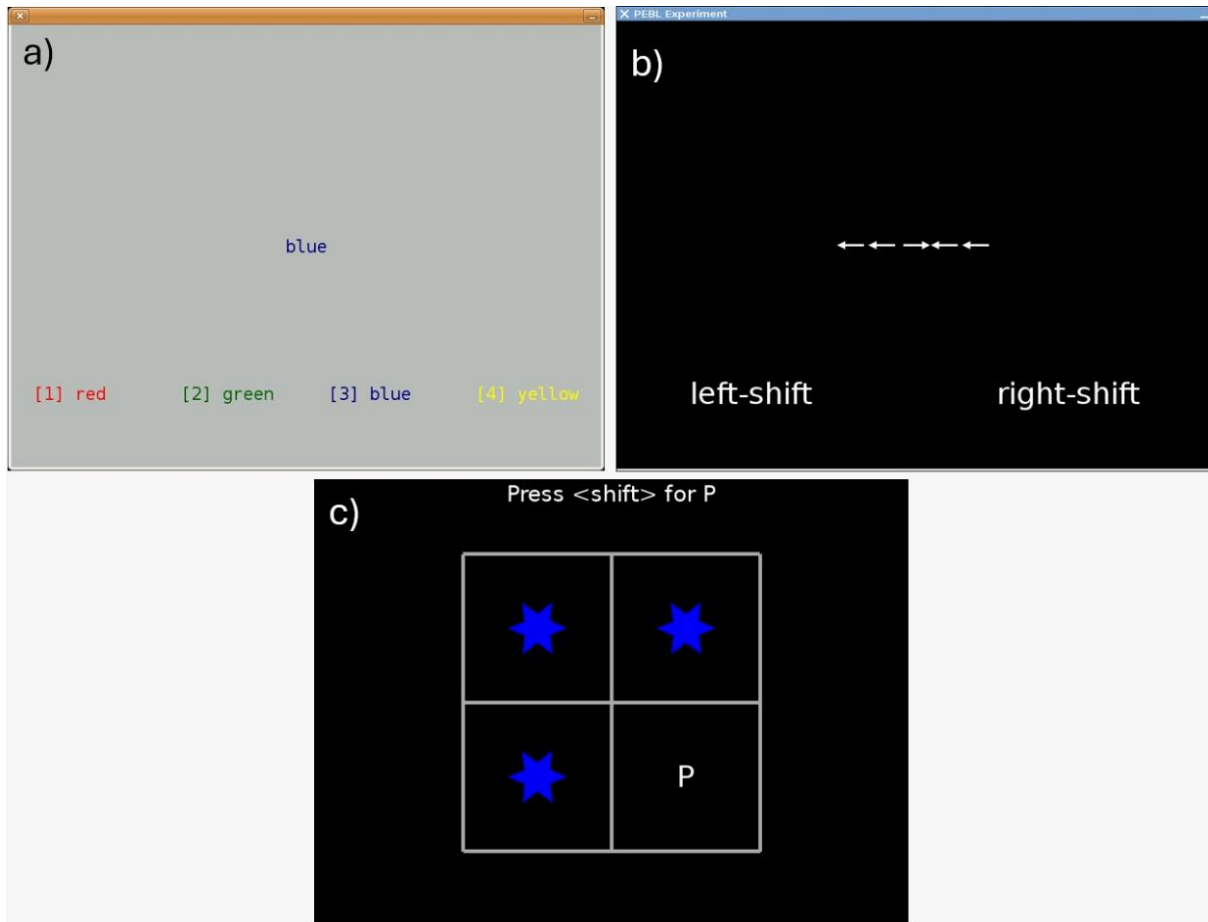 a)
blue
[1] red [2] green [3] blue [4] yellow
PEBL Experiment
b)
left-shift right-shift
c)
Press <shift> for P
P